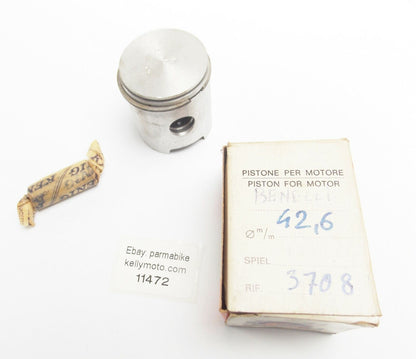 PISTONE PER MOTORE
PISTON FOR MOTOR
BENELLI
Ø m/m 42,6
SPIEL
RIF. 3708
Ebay: parmabike
kellymoto.com
11472